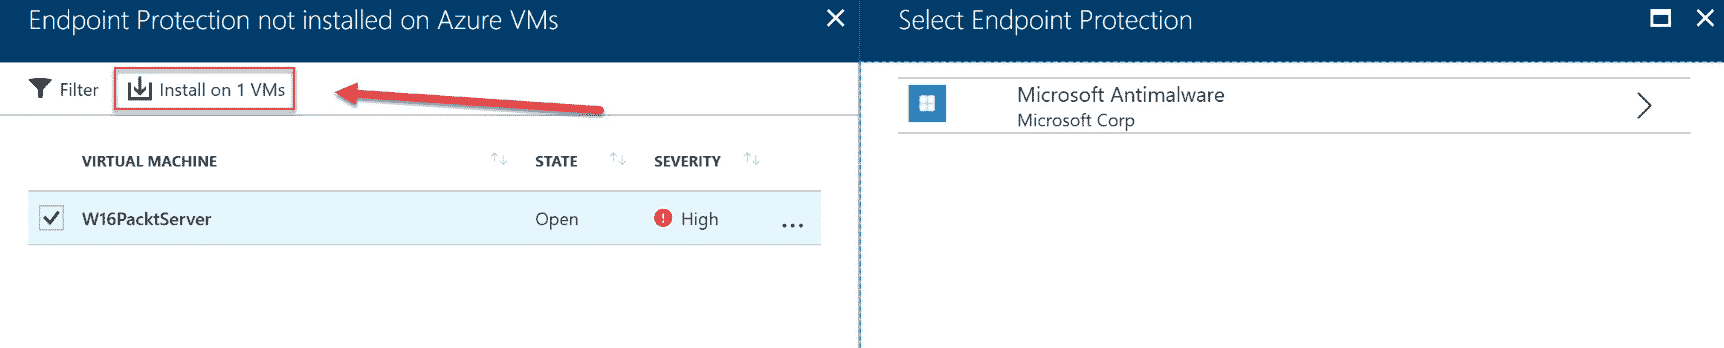 Endpoint Protection not installed on Azure VMs
Filter
Install on 1 VMs
VIRTUAL MACHINE
STATE
SEVERITY
W16PacktServer
Open
High
...
Select Endpoint Protection
Microsoft Antimalware
Microsoft Corp